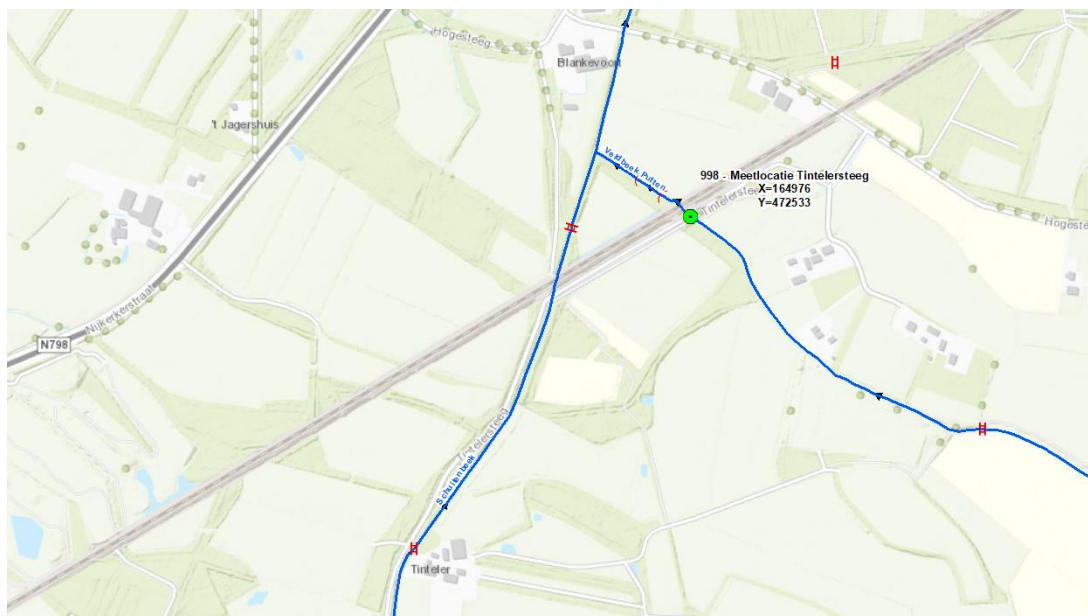 Hogesteeg
Blankevoort
't Jagershuis
Veldbeek Putten.
998 - Meetlocatie Tintelersteeg
X=164976
Y=472533
Tintelersteeg
Hogesteeg
Nijkerkerstraat
N798
Tintelersteeg
Schuitenbeek
Tinteler